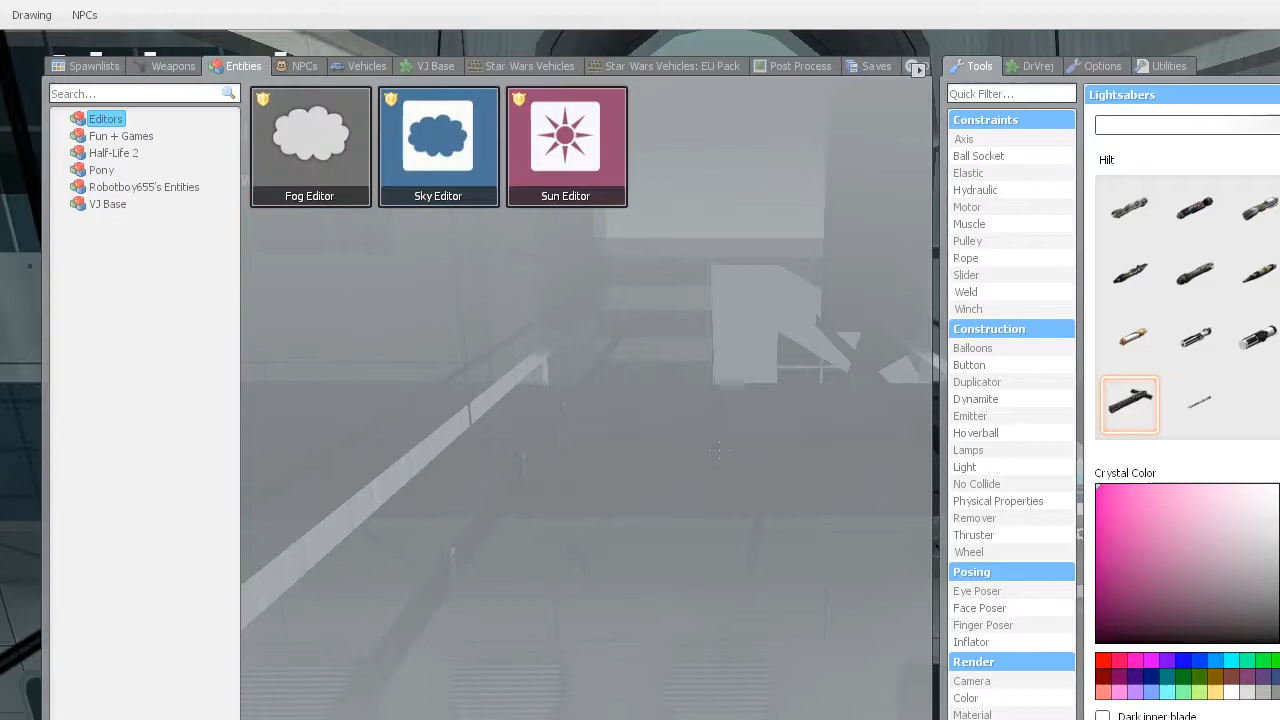 Drawing NPCs
Spawnlists Weapons Entities NPCs Vehicles VJ Base Star Wars Vehicles Star Wars Vehicles: EU Pack Post Process Saves
Tools DrVrej Options Utilities
Search...
Editors
Fun + Games
Half-Life 2
Pony
Robotboy655's Entities
VJ Base
Fog Editor
Sky Editor
Sun Editor
Quick Filter...
Constraints
Axis
Ball Socket
Elastic
Hydraulic
Motor
Muscle
Pulley
Rope
Slider
Weld
Winch
Construction
Balloons
Button
Duplicator
Dynamite
Emitter
Hoverball
Lamps
Light
No Collide
Physical Properties
Remover
Thruster
Wheel
Posing
Eye Poser
Face Poser
Finger Poser
Inflator
Render
Camera
Color
Material
Lightsabers
Hilt
Crystal Color
Dark inner blade